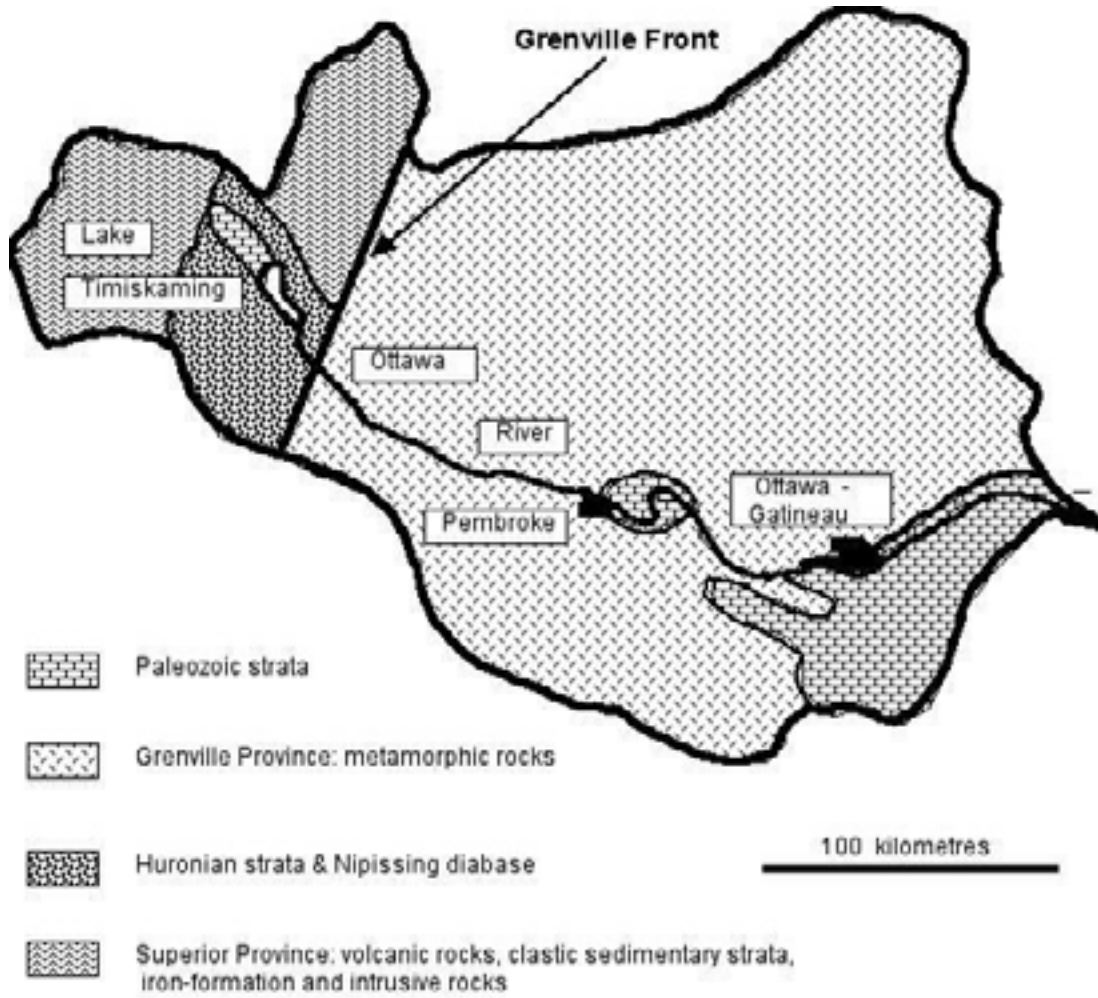 Grenville Front
Lake
Timiskaming
Ottawa
River
Pembroke
Ottawa -
Gatineau
Paleozoic strata
Grenville Province: metamorphic rocks
Huronian strata & Nipissing diabase
100 kilometres
Superior Province: volcanic rocks, clastic sedimentary strata,
iron-formation and intrusive rocks